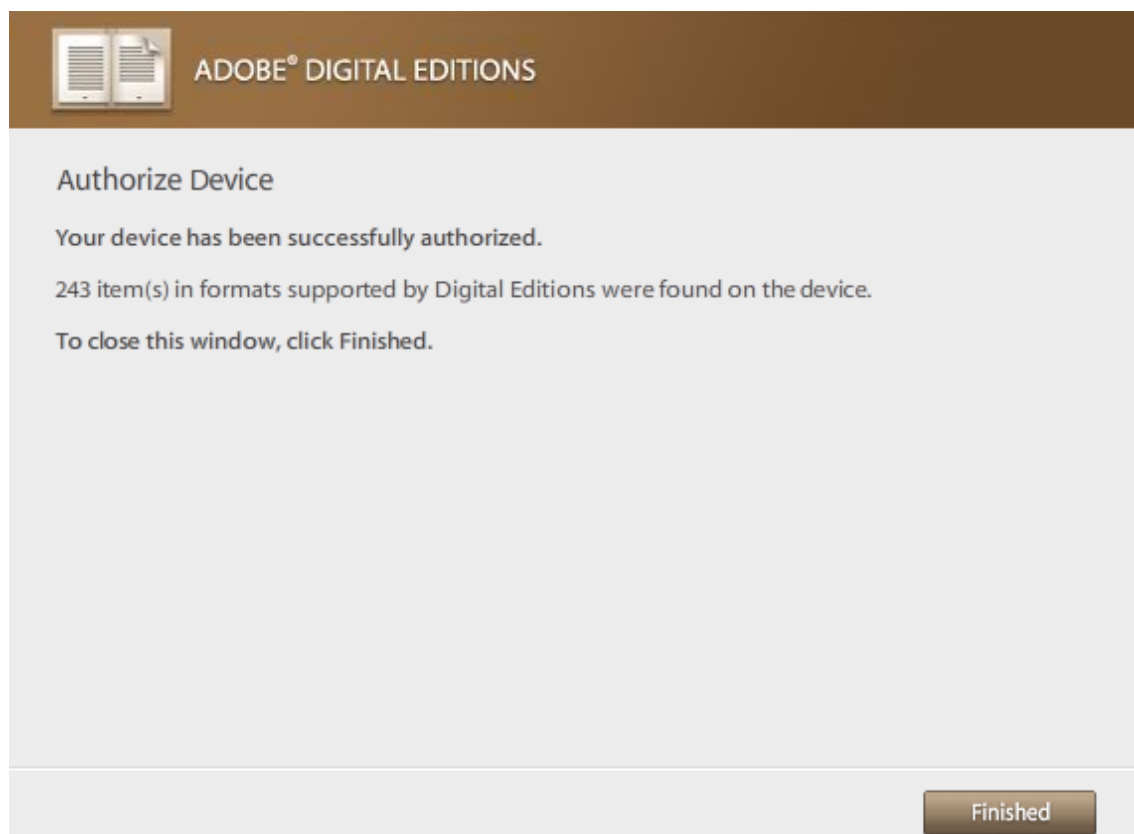 ADOBE® DIGITAL EDITIONS
Authorize Device
Your device has been successfully authorized.
243 item(s) in formats supported by Digital Editions were found on the device.
To close this window, click Finished.
Finished